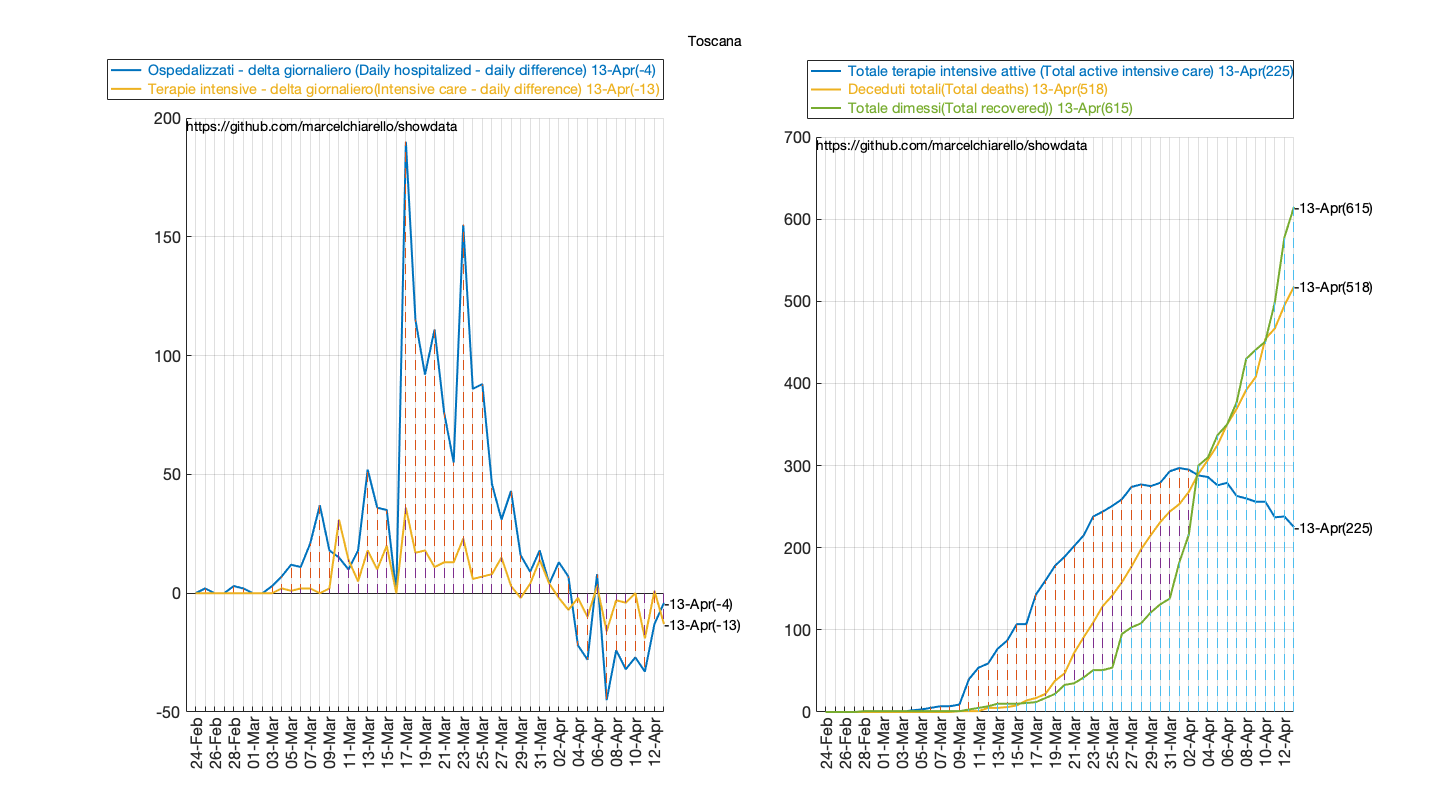 Toscana
Ospedalizzati - delta giornaliero (Daily hospitalized - daily difference) 13-Apr(-4)
Terapie intensive - delta giornaliero(Intensive care - daily difference) 13-Apr(-13)
200
https://github.com/marcelchiarello/showdata
150
100
50
0
-50
-13-Apr(-4)
-13-Apr(-13)
24-Feb
26-Feb
28-Feb
01-Mar
03-Mar
05-Mar
07-Mar
09-Mar
11-Mar
13-Mar
15-Mar
17-Mar
19-Mar
21-Mar
23-Mar
25-Mar
27-Mar
29-Mar
31-Mar
02-Apr
04-Apr
06-Apr
08-Apr
10-Apr
12-Apr
Totale terapie intensive attive (Total active intensive care) 13-Apr(225)
Deceduti totali(Total deaths) 13-Apr(518)
Totale dimessi(Total recovered)) 13-Apr(615)
700
https://github.com/marcelchiarello/showdata
600
500
400
300
200
100
0
-13-Apr(615)
-13-Apr(518)
-13-Apr(225)
24-Feb
26-Feb
28-Feb
01-Mar
03-Mar
05-Mar
07-Mar
09-Mar
11-Mar
13-Mar
15-Mar
17-Mar
19-Mar
21-Mar
23-Mar
25-Mar
27-Mar
29-Mar
31-Mar
02-Apr
04-Apr
06-Apr
08-Apr
10-Apr
12-Apr